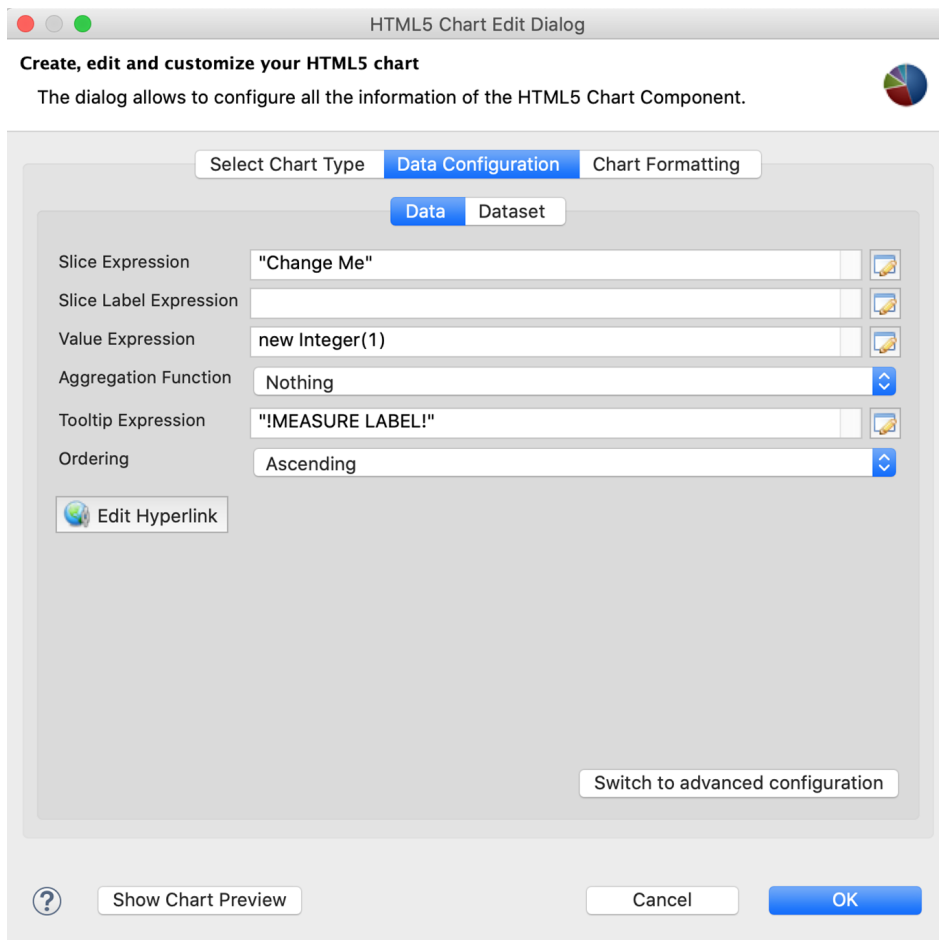 HTML5 Chart Edit Dialog
Create, edit and customize your HTML5 chart
The dialog allows to configure all the information of the HTML5 Chart Component.
Select Chart Type Data Configuration Chart Formatting
Data Dataset
Slice Expression "Change Me"
Slice Label Expression
Value Expression new Integer(1)
Aggregation Function Nothing
Tooltip Expression "!MEASURE LABEL!"
Ordering Ascending
Edit Hyperlink
Switch to advanced configuration
? Show Chart Preview Cancel OK